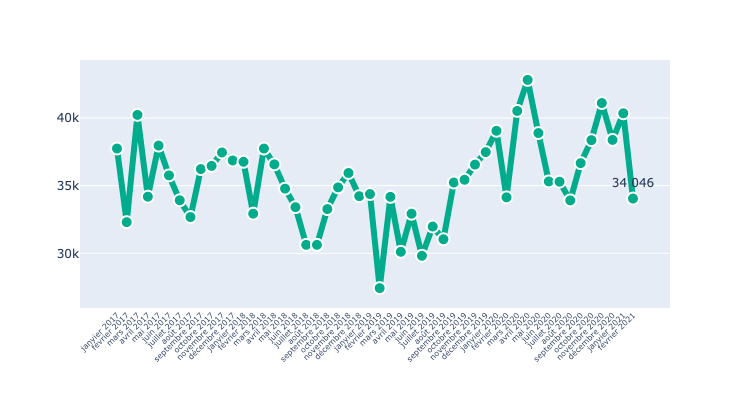 40k
35k
30k
34 046
janvier 2017
février 2017
mars 2017
avril 2017
mai 2017
juin 2017
juillet 2017
août 2017
septembre 2017
octobre 2017
novembre 2017
décembre 2017
janvier 2018
février 2018
mars 2018
avril 2018
mai 2018
juin 2018
juillet 2018
août 2018
septembre 2018
octobre 2018
novembre 2018
décembre 2018
janvier 2019
février 2019
mars 2019
avril 2019
mai 2019
juin 2019
juillet 2019
août 2019
septembre 2019
octobre 2019
novembre 2019
décembre 2019
janvier 2020
février 2020
mars 2020
avril 2020
mai 2020
juin 2020
juillet 2020
août 2020
septembre 2020
octobre 2020
novembre 2020
décembre 2020
janvier 2021
février 2021